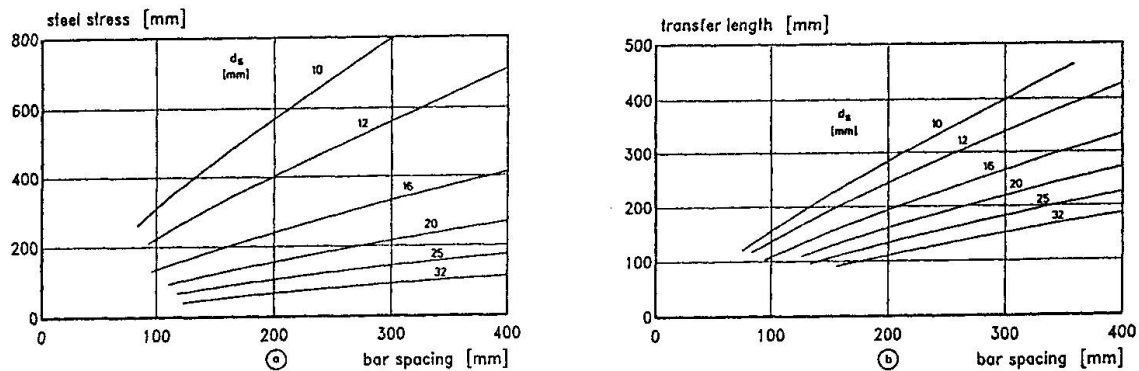 steel stress [mm]
800
600
400
200
0
d_s
[mm]
10
12
16
20
25
32
0 100 200 300 400
ⓐ bar spacing [mm]
transfer length [mm]
500
400
300
200
100
0
d_s
[mm]
10
12
16
20
25
32
0 100 200 300 400
ⓑ bar spacing [mm]